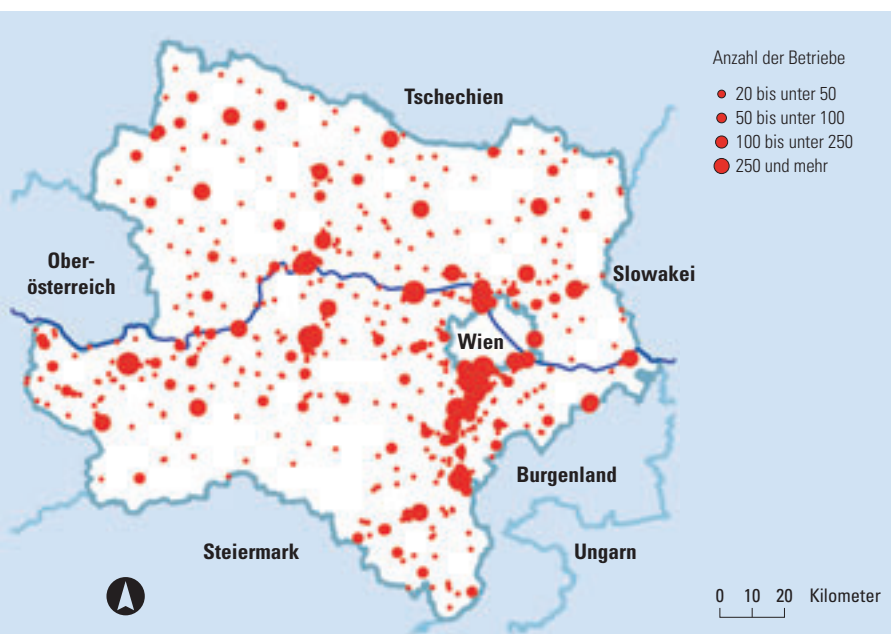 Anzahl der Betriebe
20 bis unter 50
50 bis unter 100
100 bis unter 250
250 und mehr
Tschechien
Ober-
österreich
Slowakei
Wien
Burgenland
Steiermark
Ungarn
0 10 20 Kilometer